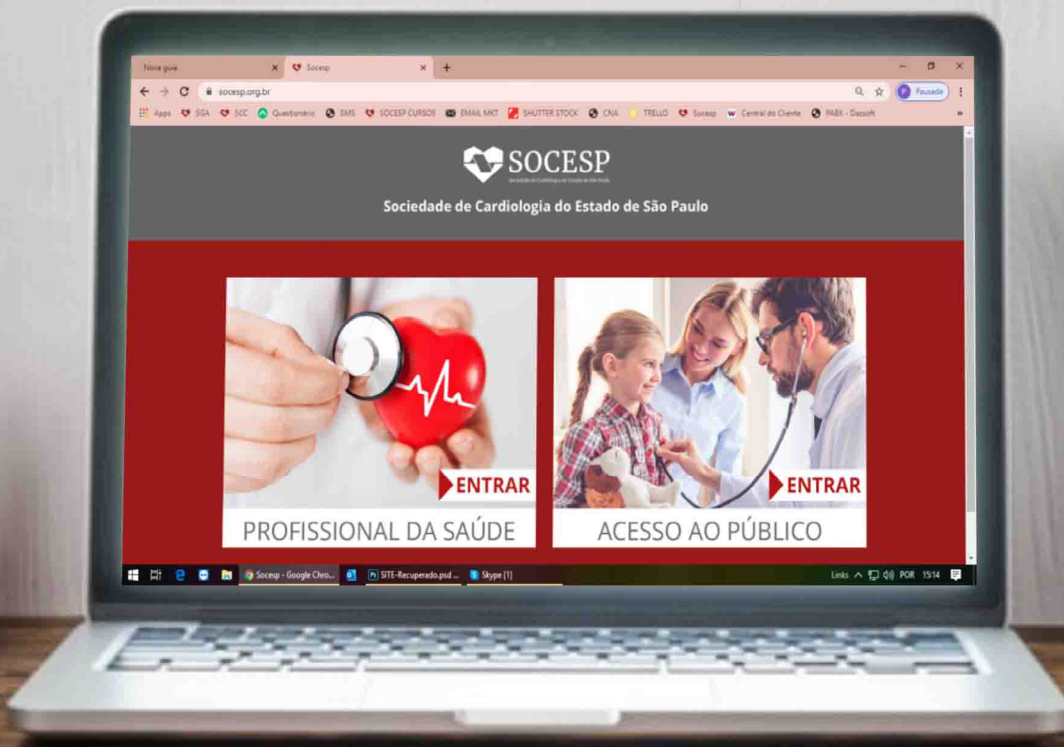 Nova guia
Socesp
socesp.org.br
Pausada
Apps SGA SCC Questionário SMS SOCESP CURSOS EMAIL MKT SHUTTER STOCK CNA TRELLO Socesp Central do Cliente PABX - Dassoft
SOCESP
Sociedade de Cardiologia do Estado de São Paulo
ENTRAR
PROFISSIONAL DA SAÚDE
ENTRAR
ACESSO AO PÚBLICO
Socesp - Google Chro... SITE-Recuperado.psd ... Skype [1] Links POR 15:14